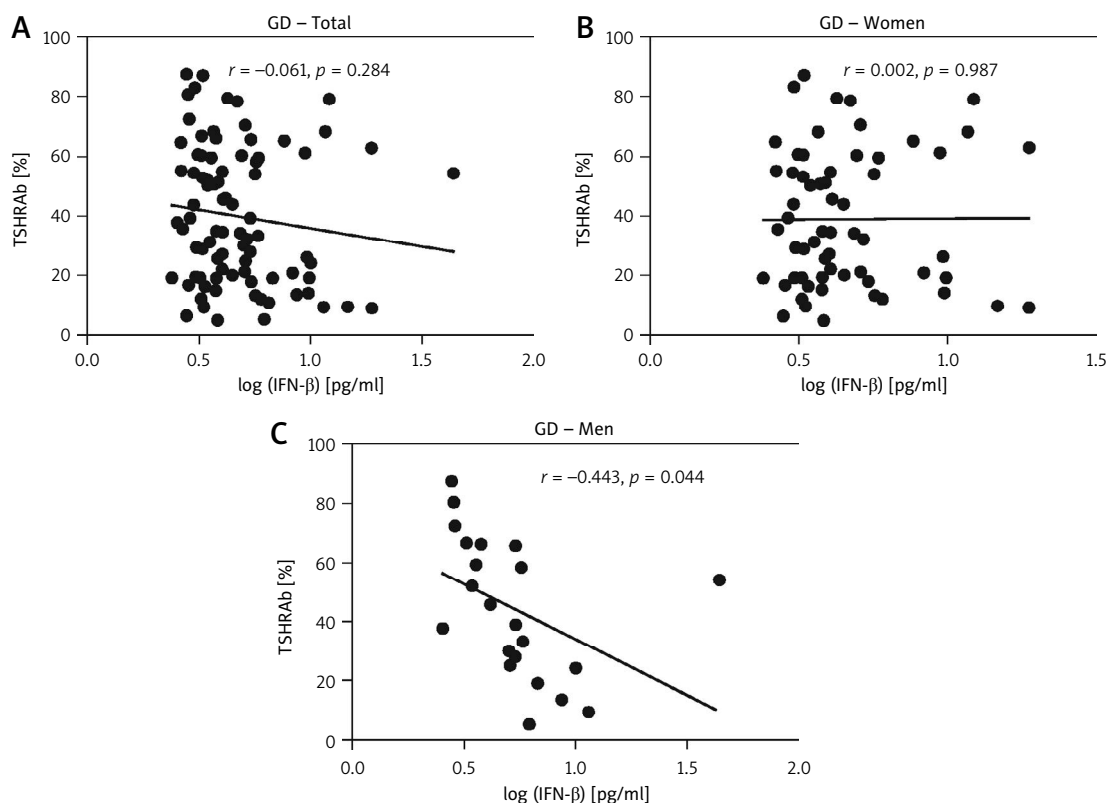 A
GD – Total
TSHRAb [%]
100
80
60
40
20
0
r = –0.061, p = 0.284
0.0 0.5 1.0 1.5 2.0
log (IFN-β) [pg/ml]
B
GD – Women
TSHRAb [%]
100
80
60
40
20
0
r = 0.002, p = 0.987
0.0 0.5 1.0 1.5
log (IFN-β) [pg/ml]
C
GD – Men
TSHRAb [%]
100
80
60
40
20
0
r = –0.443, p = 0.044
0.0 0.5 1.0 1.5 2.0
log (IFN-β) [pg/ml]